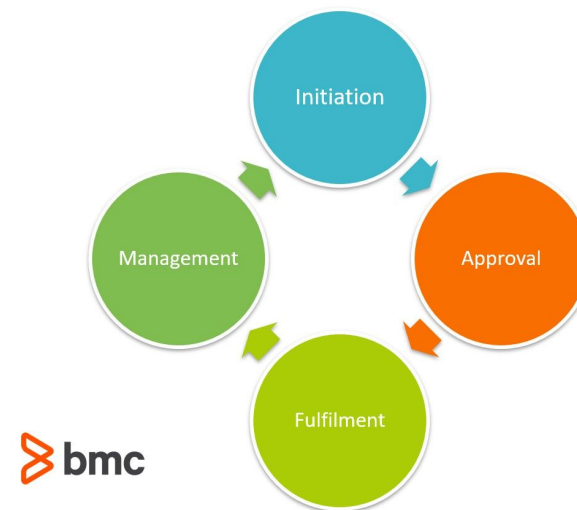 Initiation
Management
Approval
Fulfilment
bmc